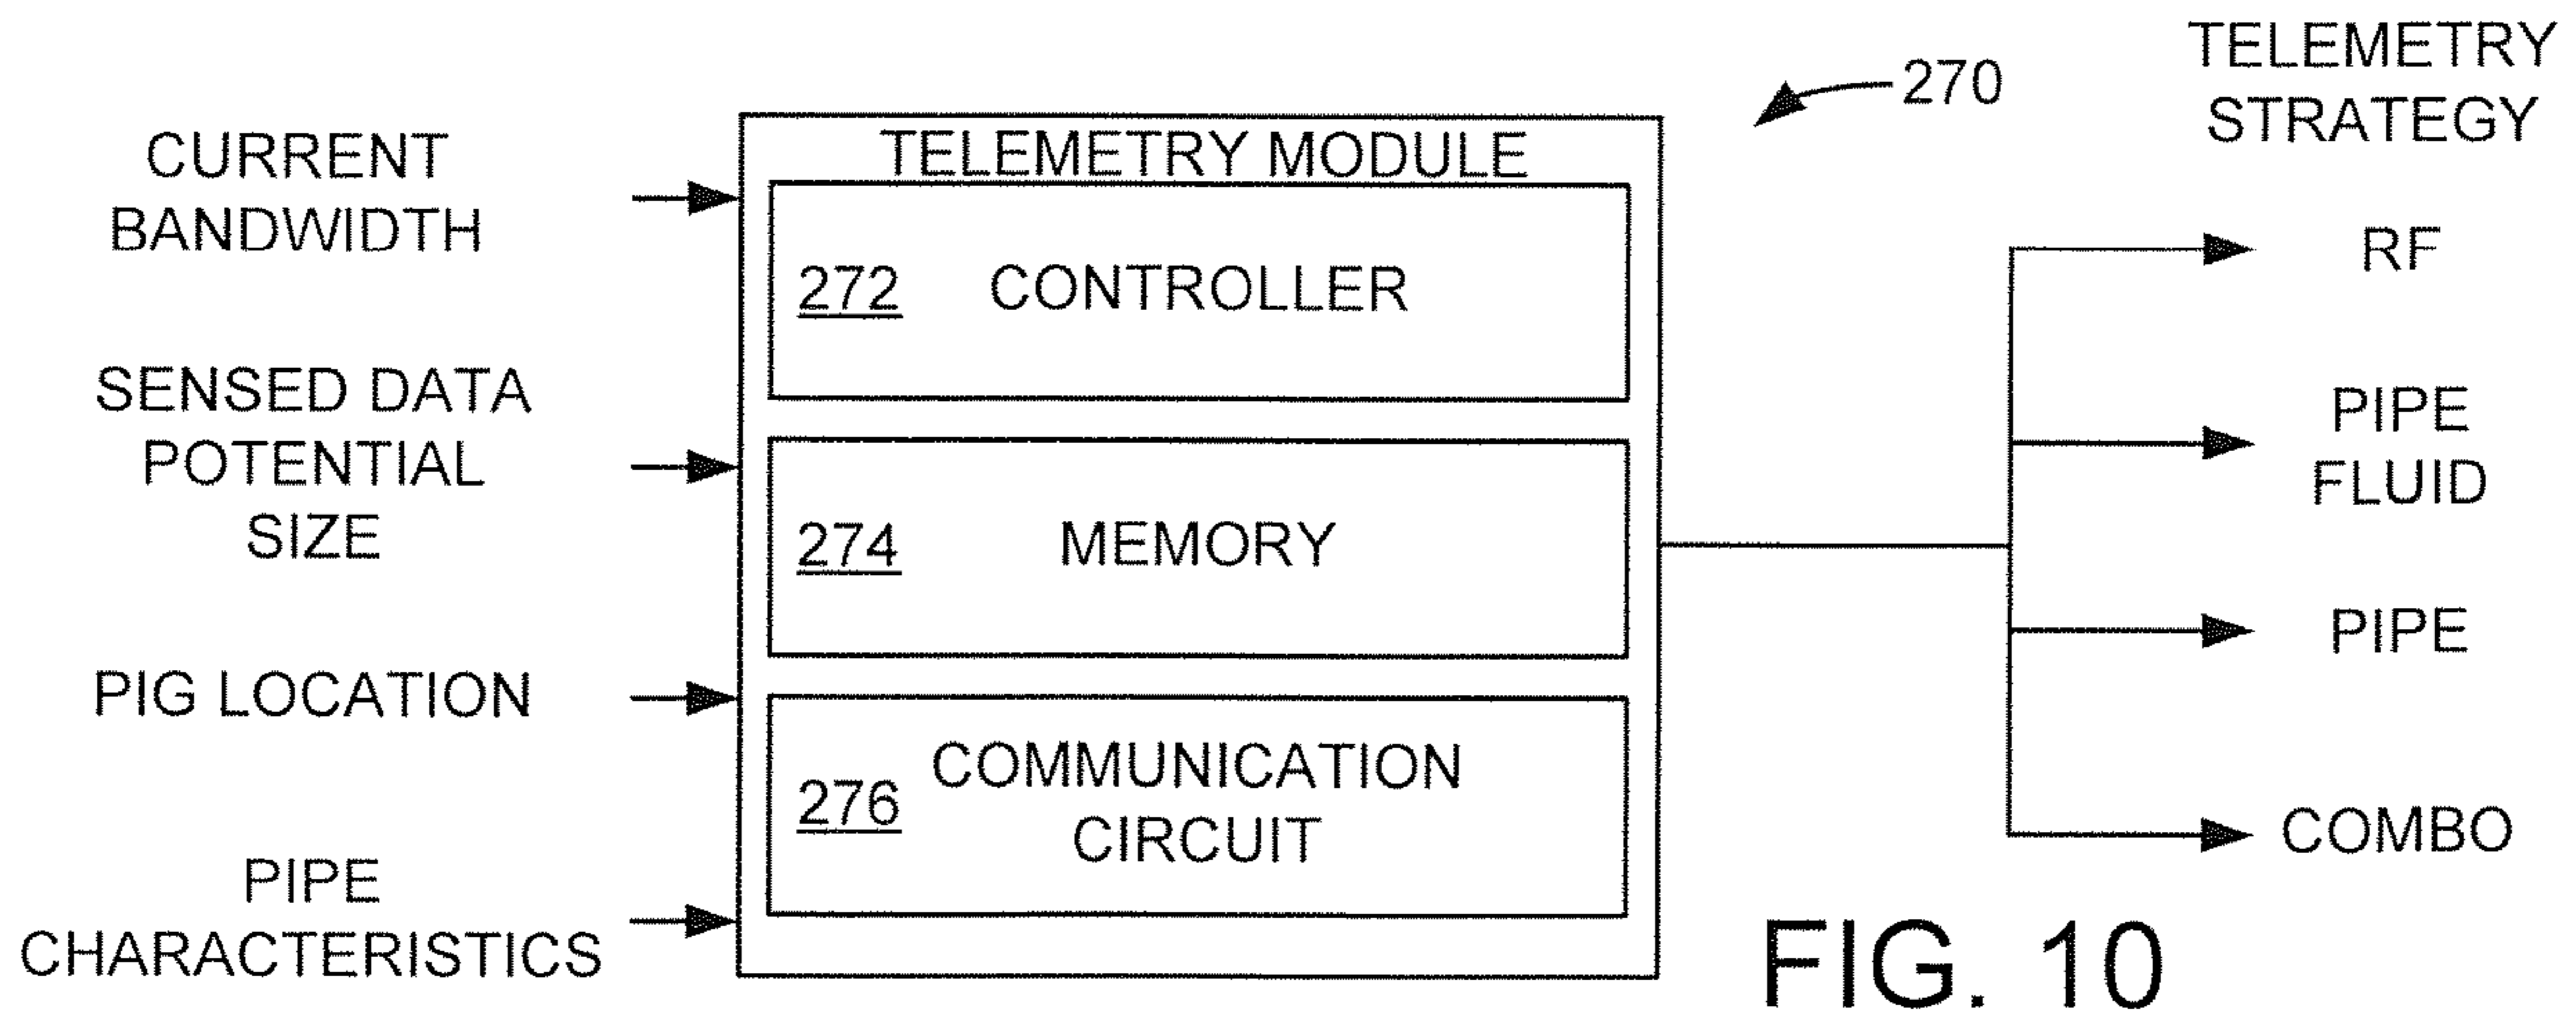 CURRENT
BANDWIDTH
SENSED DATA
POTENTIAL
SIZE
PIG LOCATION
PIPE
CHARACTERISTICS
TELEMETRY MODULE
272 CONTROLLER
274 MEMORY
276 COMMUNICATION
CIRCUIT
270
TELEMETRY
STRATEGY
RF
PIPE
FLUID
PIPE
COMBO
FIG. 10